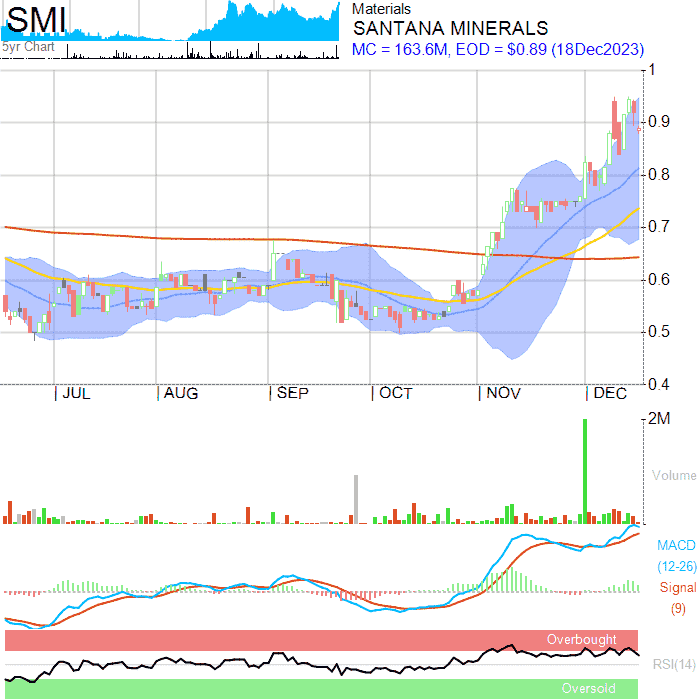 SMI
5yr Chart
Materials
SANTANA MINERALS
MC = 163.6M, EOD = $0.89 (18Dec2023)
1
0.9
0.8
0.7
0.6
0.5
0.4
JUL AUG SEP OCT NOV DEC
2M
Volume
MACD
(12-26)
Signal
(9)
Overbought
RSI(14)
Oversold